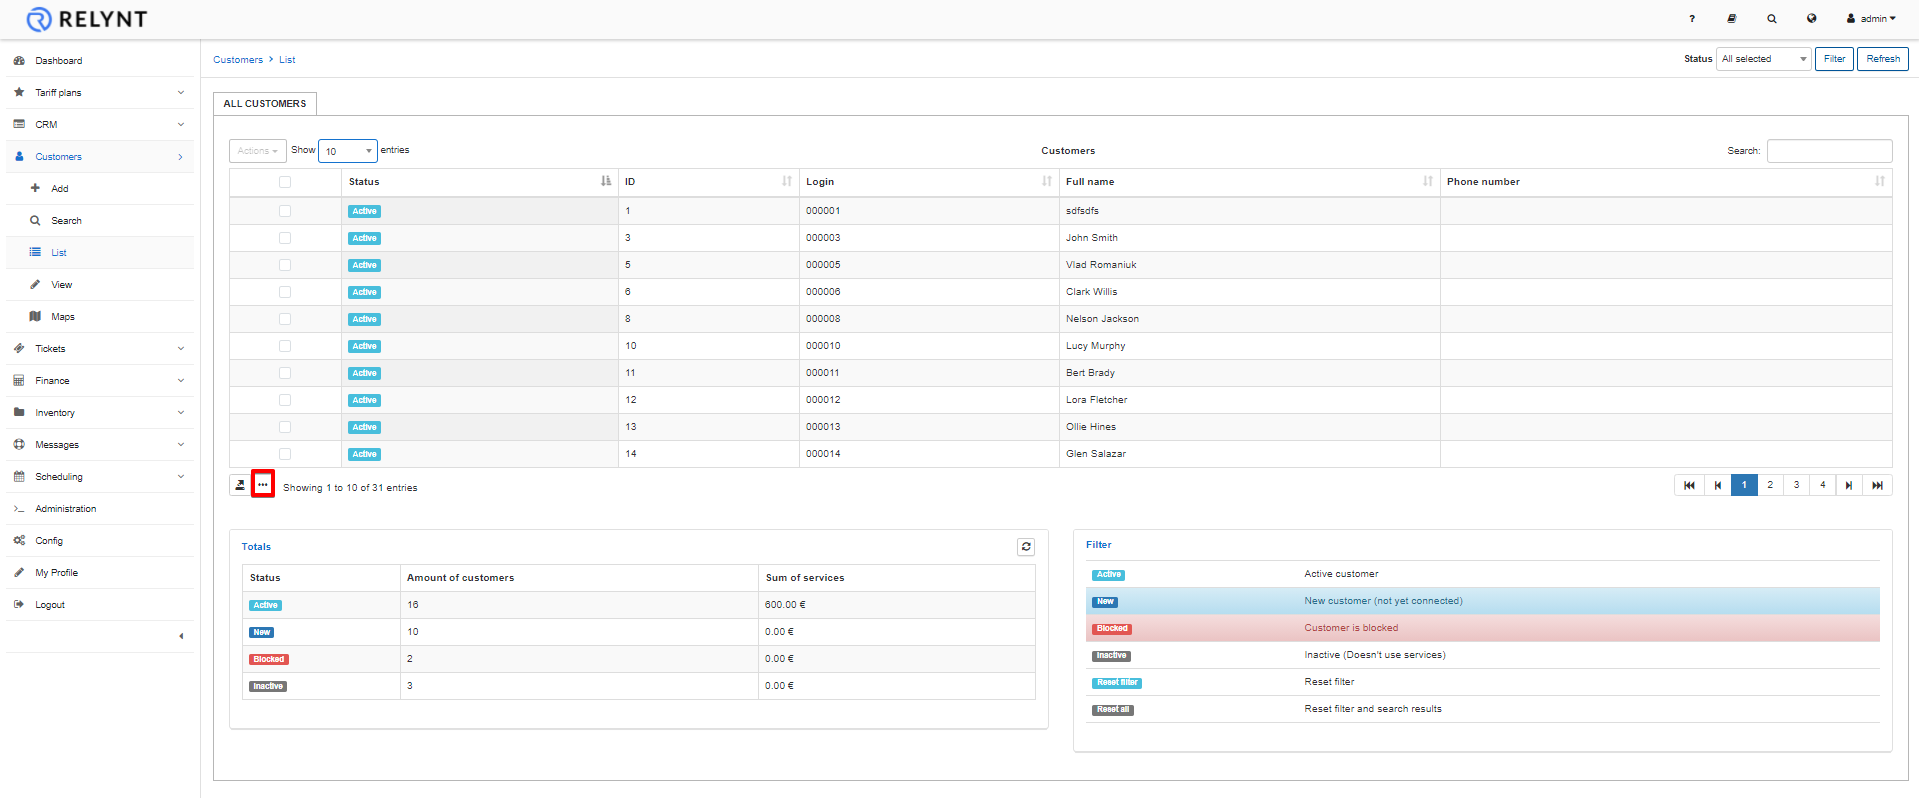 RELYNT
? admin
Dashboard
Tariff plans
CRM
Customers
Add
Search
List
View
Maps
Tickets
Finance
Inventory
Messages
Scheduling
Administration
Config
My Profile
Logout
Customers > List
Status All selected Filter Refresh
ALL CUSTOMERS
Actions Show 10 entries
Customers
Search:
Status ID Login Full name Phone number
Active 1 000001 sdfsdfs
Active 3 000003 John Smith
Active 5 000005 Vlad Romaniuk
Active 6 000006 Clark Willis
Active 8 000008 Nelson Jackson
Active 10 000010 Lucy Murphy
Active 11 000011 Bert Brady
Active 12 000012 Lora Fletcher
Active 13 000013 Ollie Hines
Active 14 000014 Glen Salazar
Showing 1 to 10 of 31 entries
1 2 3 4
Totals
Status Amount of customers Sum of services
Active 16 600.00 €
New 10 0.00 €
Blocked 2 0.00 €
Inactive 3 0.00 €
Filter
Active Active customer
New New customer (not yet connected)
Blocked Customer is blocked
Inactive Inactive (Doesn't use services)
Reset filter Reset filter
Reset all Reset filter and search results